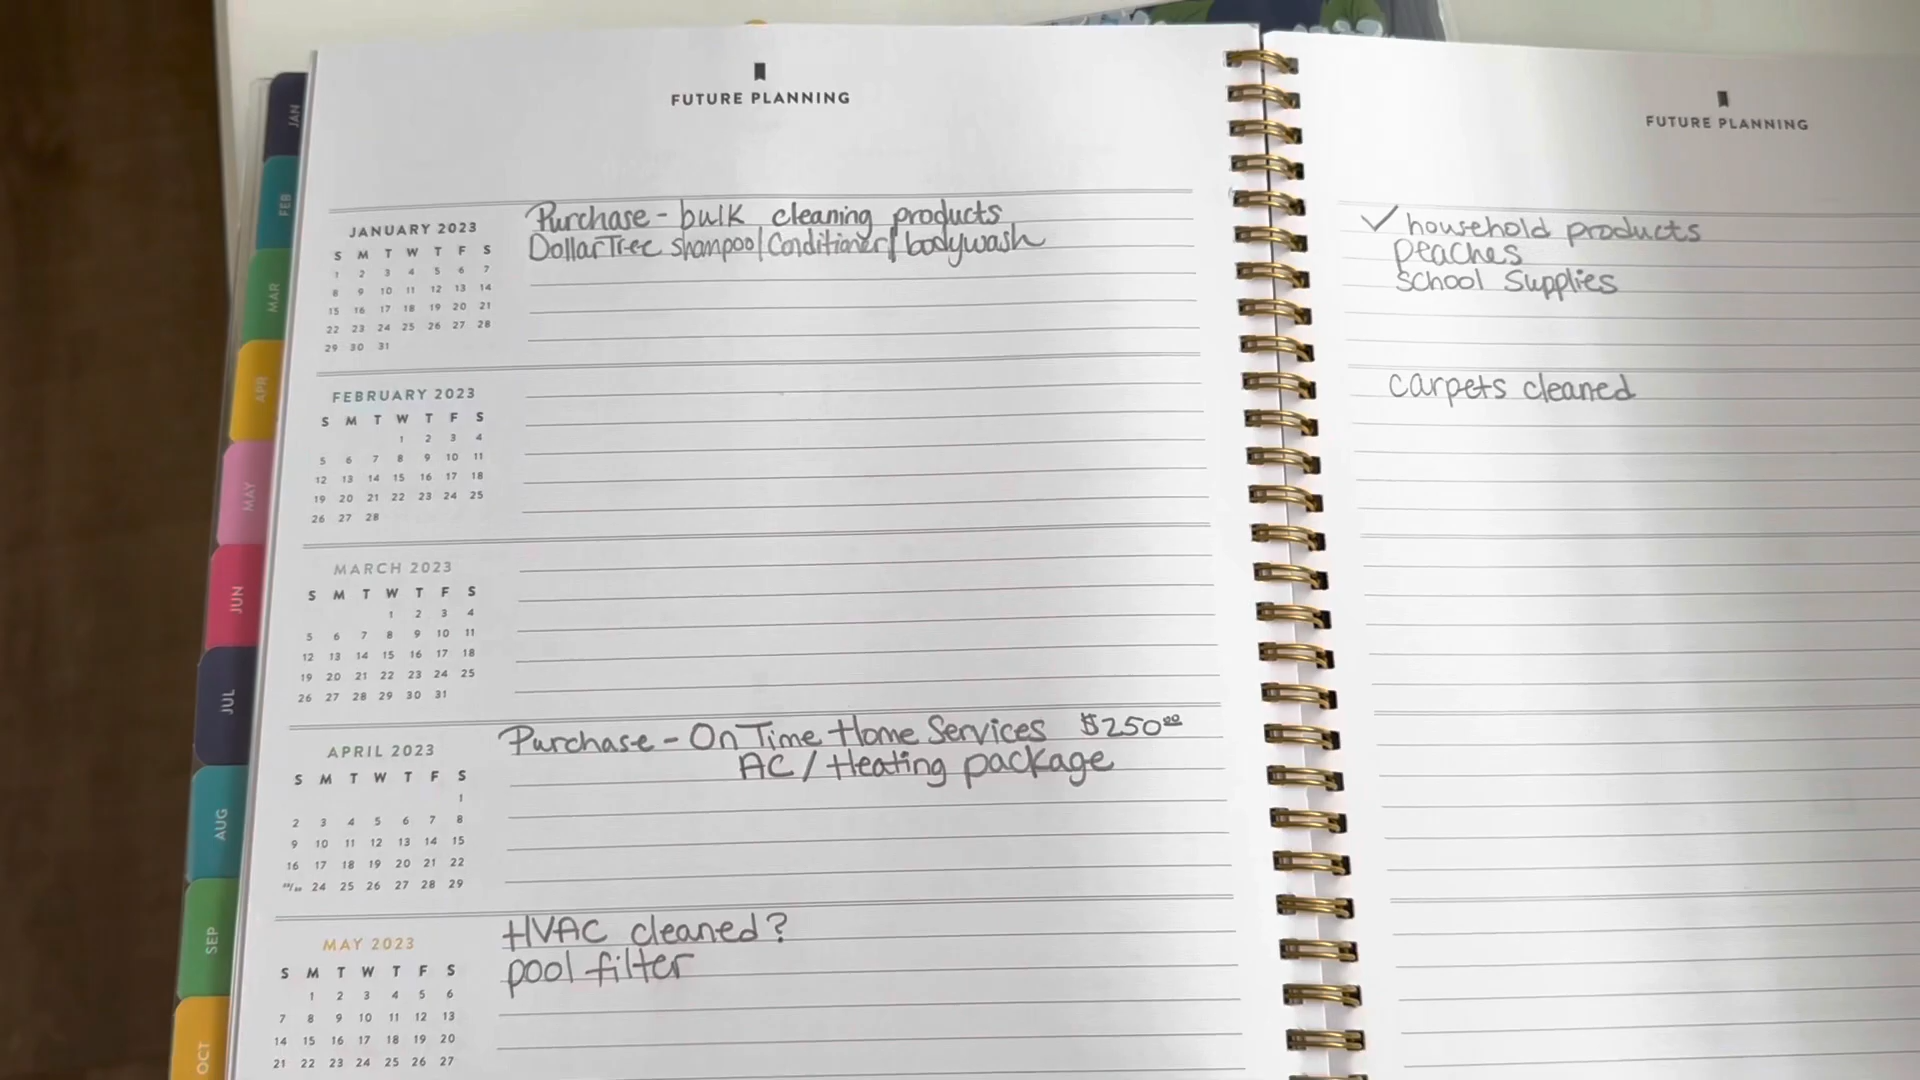 JAN
FEB
MAR
APR
MAY
JUN
JUL
AUG
SEP
OCT
FUTURE PLANNING
JANUARY 2023
S M T W T F S
1 2 3 4 5 6 7
8 9 10 11 12 13 14
15 16 17 18 19 20 21
22 23 24 25 26 27 28
29 30 31
Purchase - bulk cleaning products
DollarTree shampoo/Conditioner/bodywash
FEBRUARY 2023
S M T W T F S
1 2 3 4
5 6 7 8 9 10 11
12 13 14 15 16 17 18
19 20 21 22 23 24 25
26 27 28
MARCH 2023
S M T W T F S
1 2 3 4
5 6 7 8 9 10 11
12 13 14 15 16 17 18
19 20 21 22 23 24 25
26 27 28 29 30 31
APRIL 2023
S M T W T F S
1
2 3 4 5 6 7 8
9 10 11 12 13 14 15
16 17 18 19 20 21 22
24 25 26 27 28 29
Purchase - On Time Home Services $250.00
AC / Heating package
MAY 2023
S M T W T F S
1 2 3 4 5 6
7 8 9 10 11 12 13
14 15 16 17 18 19 20
21 22 23 24 25 26 27
HVAC cleaned?
pool filter
FUTURE PLANNING
✓ household products
peaches
School Supplies
carpets cleaned